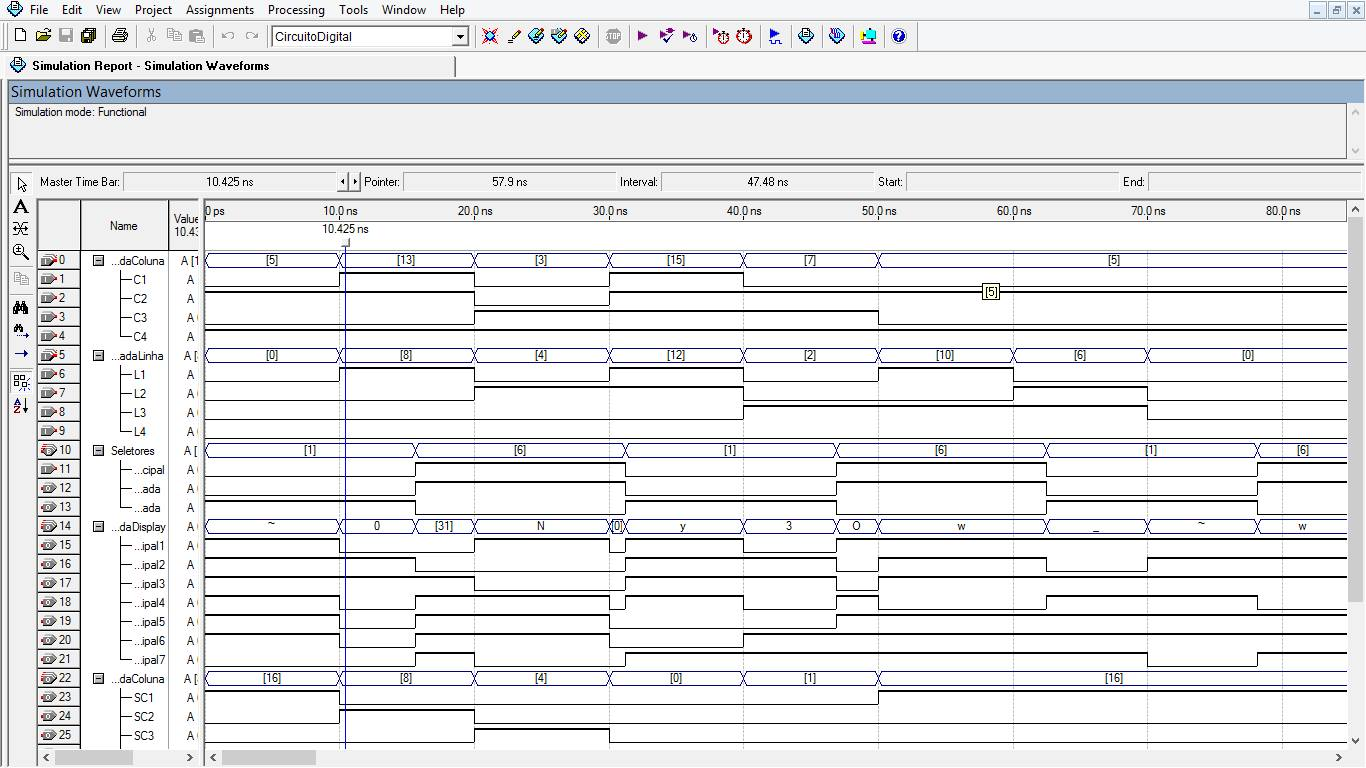 File Edit View Project Assignments Processing Tools Window Help
CircuitoDigital
STOP
Simulation Report - Simulation Waveforms
Simulation Waveforms
Simulation mode: Functional
Master Time Bar: 10.425 ns Pointer: 57.9 ns Interval: 47.48 ns Start: End:
Name Value 10.4 0 ps 10.0 ns 20.0 ns 30.0 ns 40.0 ns 50.0 ns 60.0 ns 70.0 ns 80.0 ns
10.425 ns
0 ...daColuna A [1 [5] [13] [3] [15] [7] [5]
1 C1 A
2 C2 A [5]
3 C3 A
4 C4 A
5 ...adaLinha A [ [0] [8] [4] [12] [2] [10] [6] [0]
6 L1 A
7 L2 A
8 L3 A
9 L4 A
10 Seletores A [ [1] [6] [1] [6] [1] [6]
11 ...cipal A
12 ...ada A
13 ...ada A
14 ...daDisplay A ~ 0 [31] N [0] y 3 O w _ ~ w
15 ...ipal1 A
16 ...ipal2 A
17 ...ipal3 A
18 ...ipal4 A
19 ...ipal5 A
20 ...ipal6 A
21 ...ipal7 A
22 ...daColuna A [ [16] [8] [4] [0] [1] [16]
23 SC1 A
24 SC2 A
25 SC3 A